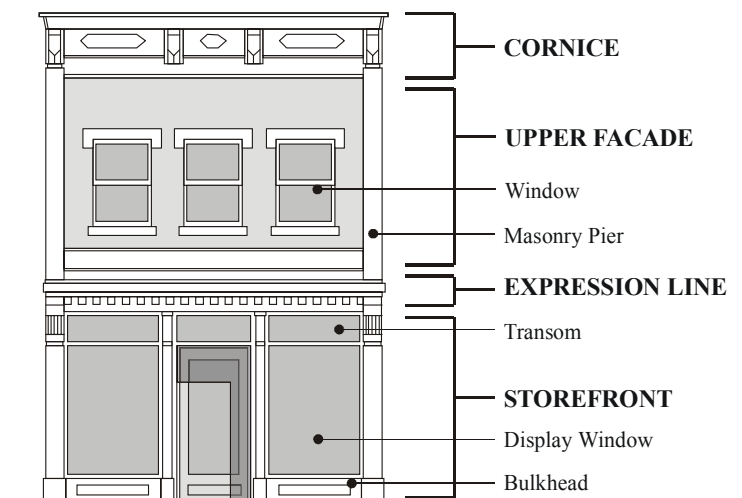 CORNICE
UPPER FACADE
Window
Masonry Pier
EXPRESSION LINE
Transom
STOREFRONT
Display Window
Bulkhead